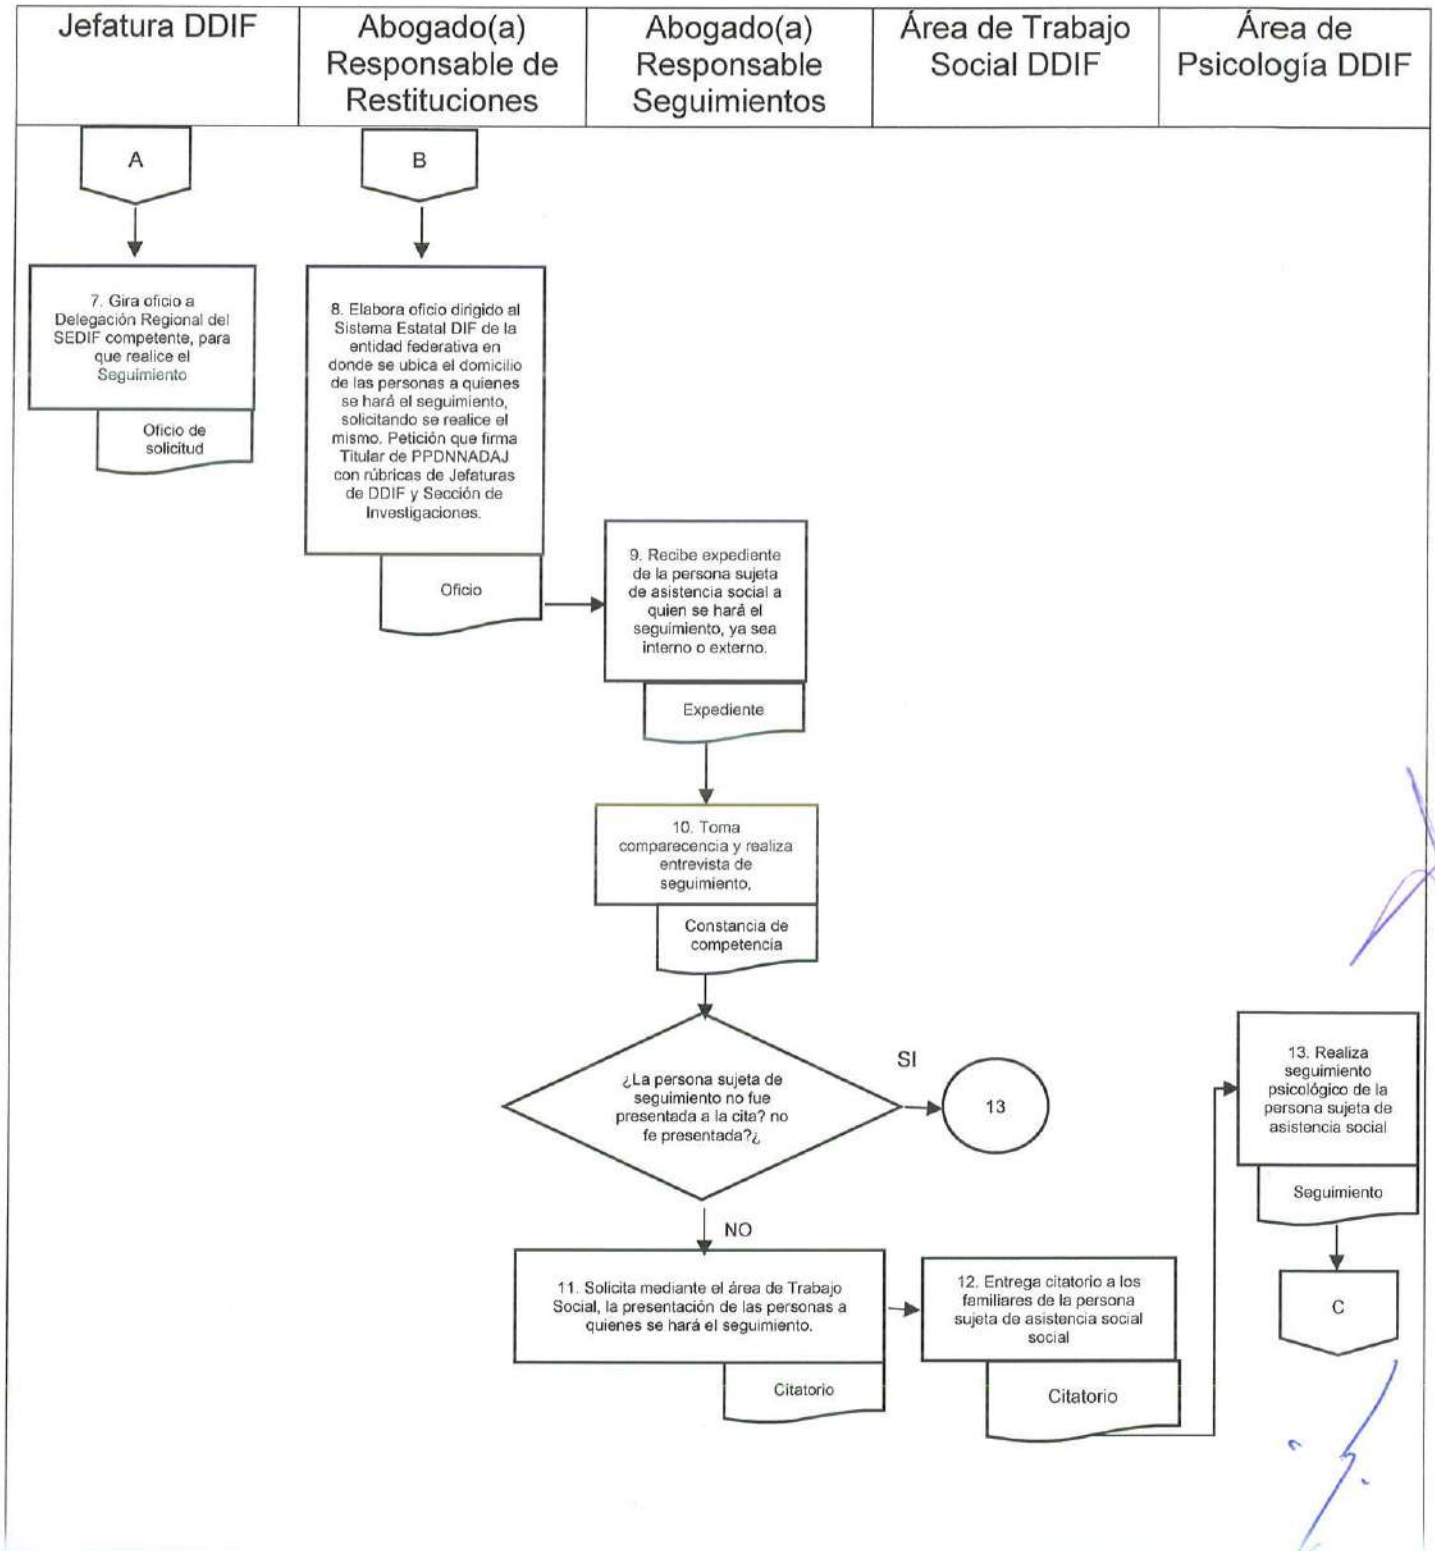 Jefatura DDIF
Abogado(a)
Responsable de
Restituciones
Abogado(a)
Responsable
Seguimientos
Área de Trabajo
Social DDIF
Área de
Psicología DDIF
A
B
7. Gira oficio a
Delegación Regional del
SEDIF competente, para
que realice el
Seguimiento
Oficio de
solicitud
8. Elabora oficio dirigido al
Sistema Estatal DIF de la
entidad federativa en
donde se ubica el domicilio
de las personas a quienes
se hará el seguimiento,
solicitando se realice el
mismo. Petición que firma
Titular de PPDNNADAJ
con rúbricas de Jefaturas
de DDIF y Sección de
Investigaciones.
Oficio
9. Recibe expediente
de la persona sujeta
de asistencia social a
quien se hará el
seguimiento, ya sea
interno o externo.
Expediente
10. Toma
comparecencia y realiza
entrevista de
seguimiento,
Constancia de
competencia
¿La persona sujeta de
seguimiento no fue
presentada a la cita? no
fe presentada?¿
SI
13
NO
11. Solicita mediante el área de Trabajo
Social, la presentación de las personas a
quienes se hará el seguimiento.
Citatorio
12. Entrega citatorio a los
familiares de la persona
sujeta de asistencia social
social
Citatorio
13. Realiza
seguimiento
psicológico de la
persona sujeta de
asistencia social
Seguimiento
C